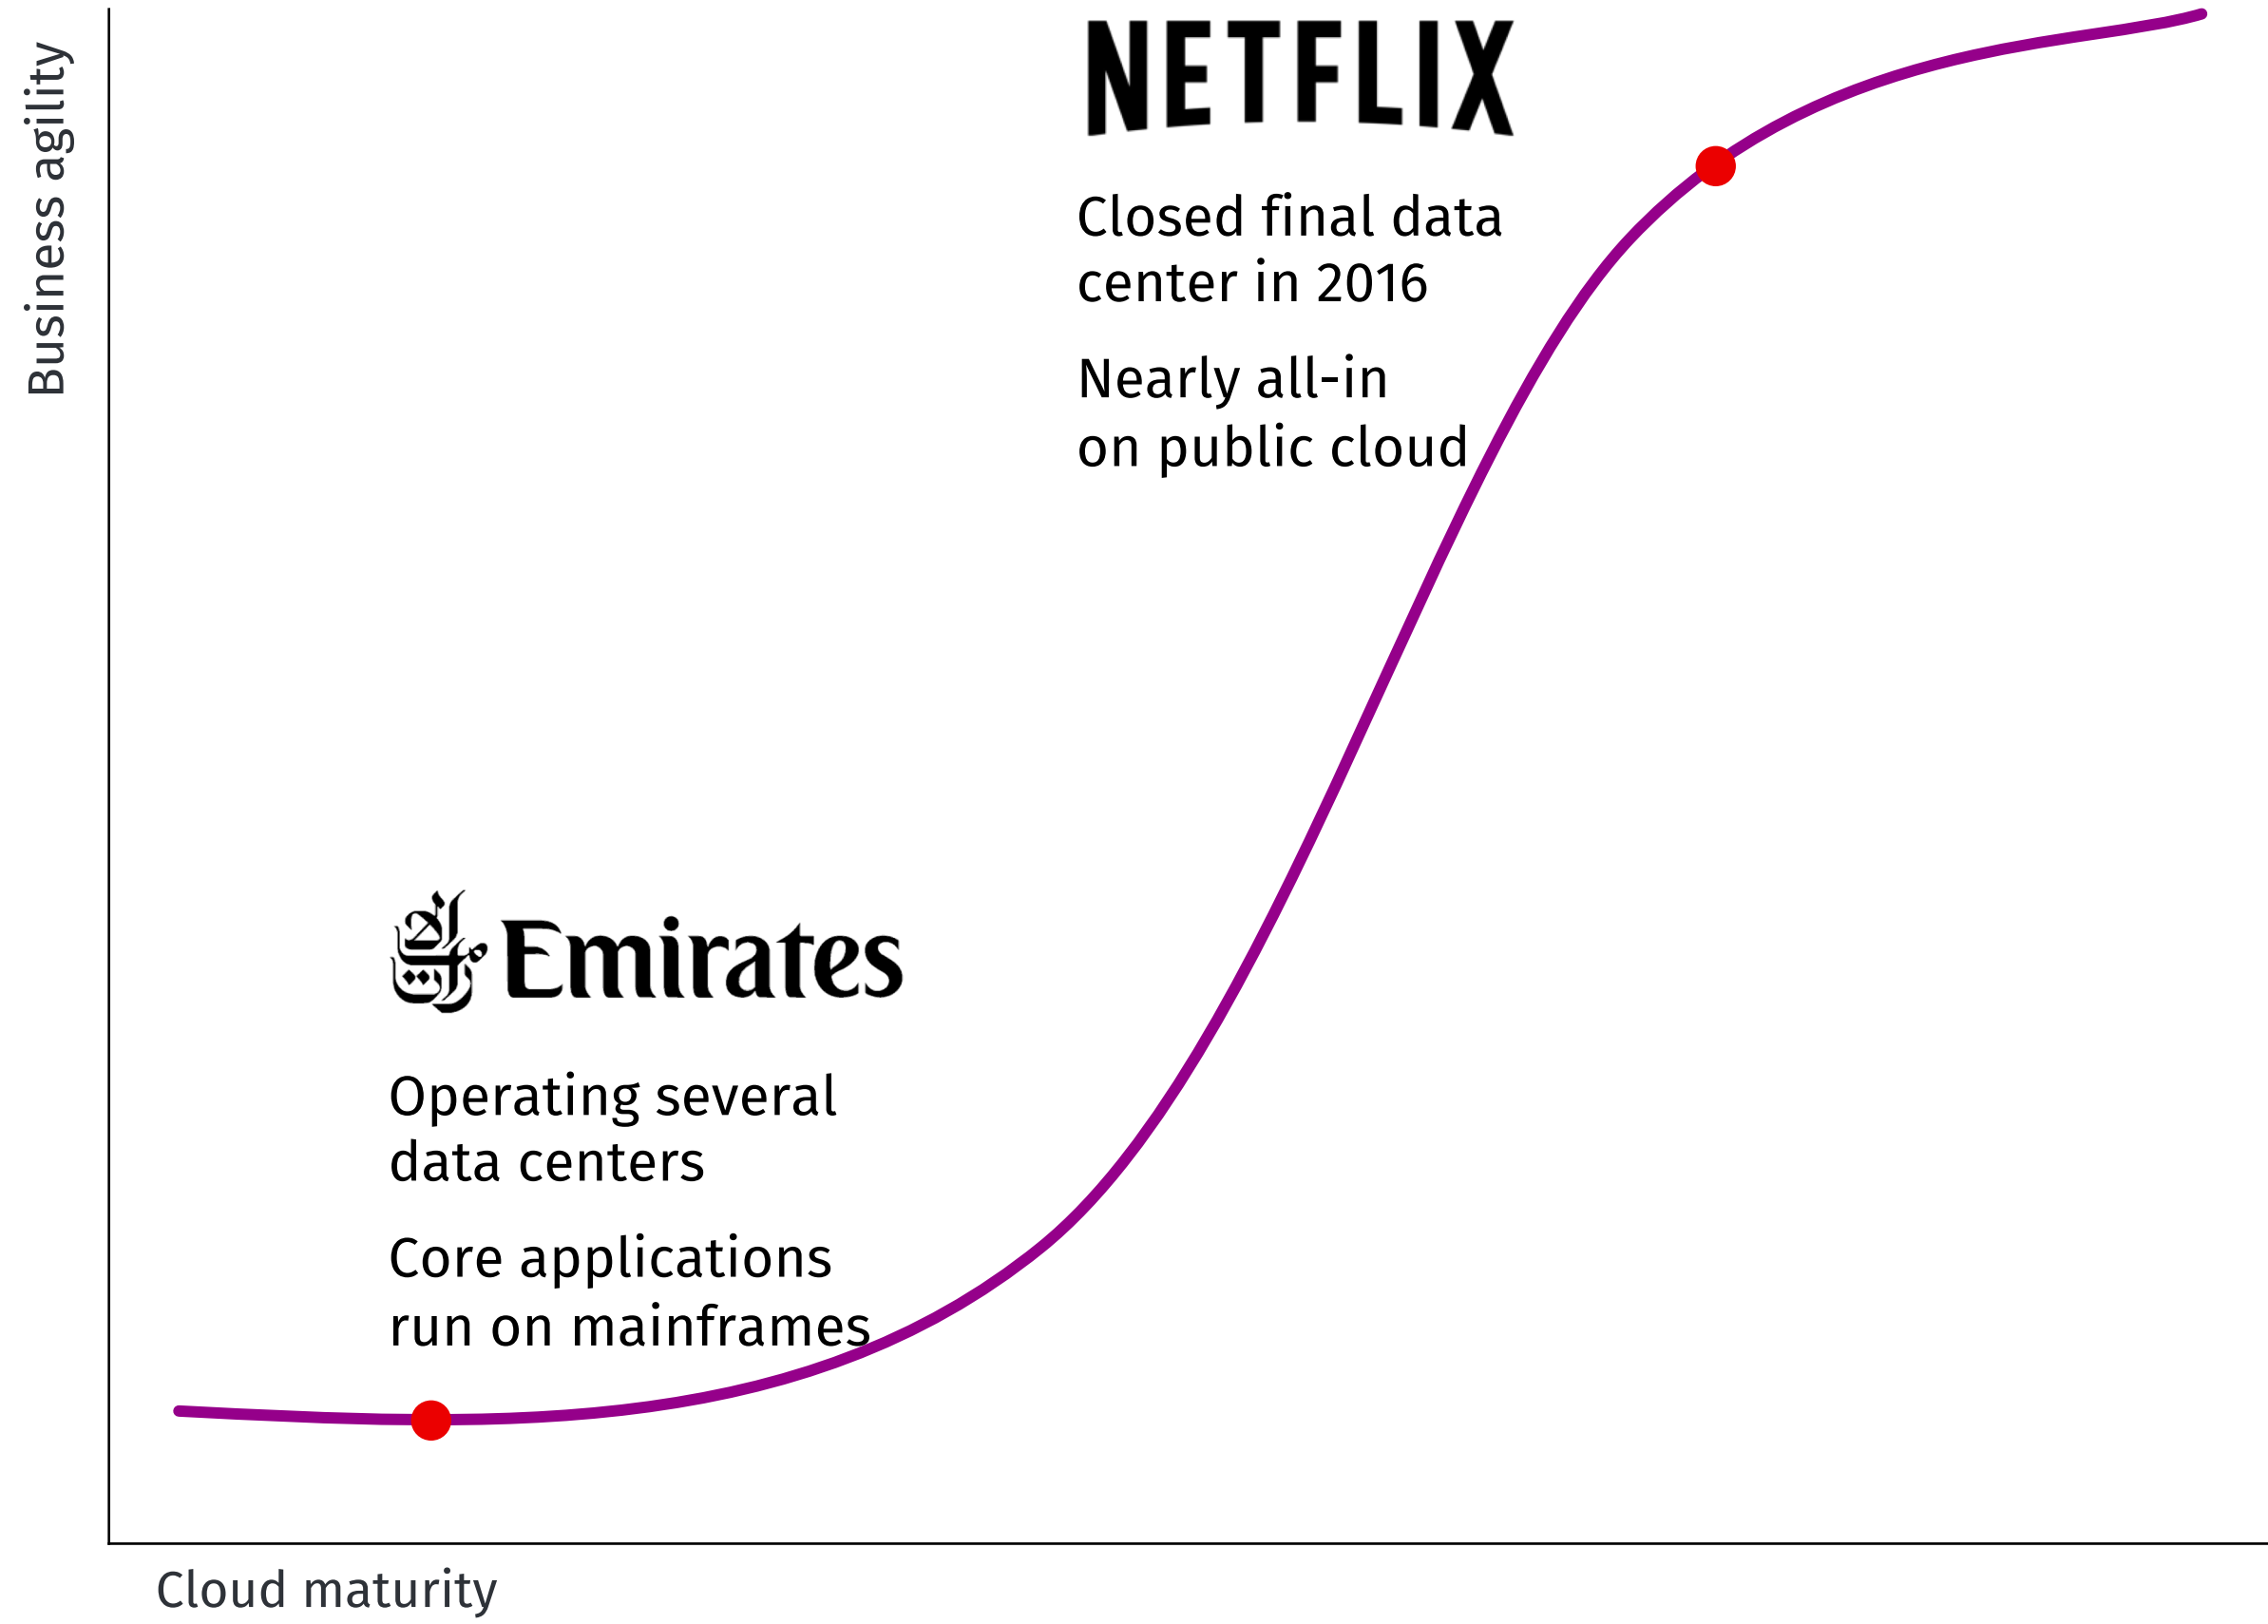 Business agility
NETFLIX
Closed final data
center in 2016
Nearly all-in
on public cloud
Emirates
Operating several
data centers
Core applications
run on mainframes
Cloud maturity